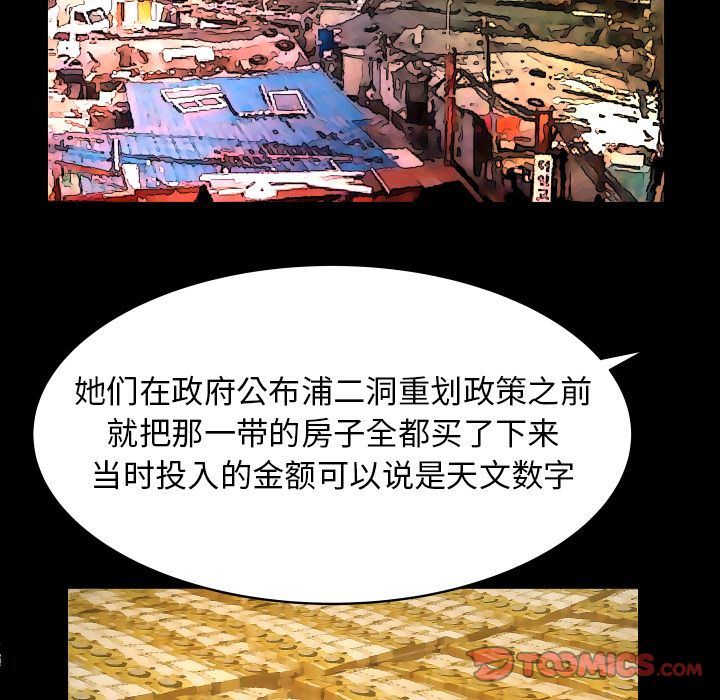 她们在政府公布浦二洞重划政策之前
就把那一带的房子全都买了下来
当时投入的金额可以说是天文数字
TOOMICS.COM